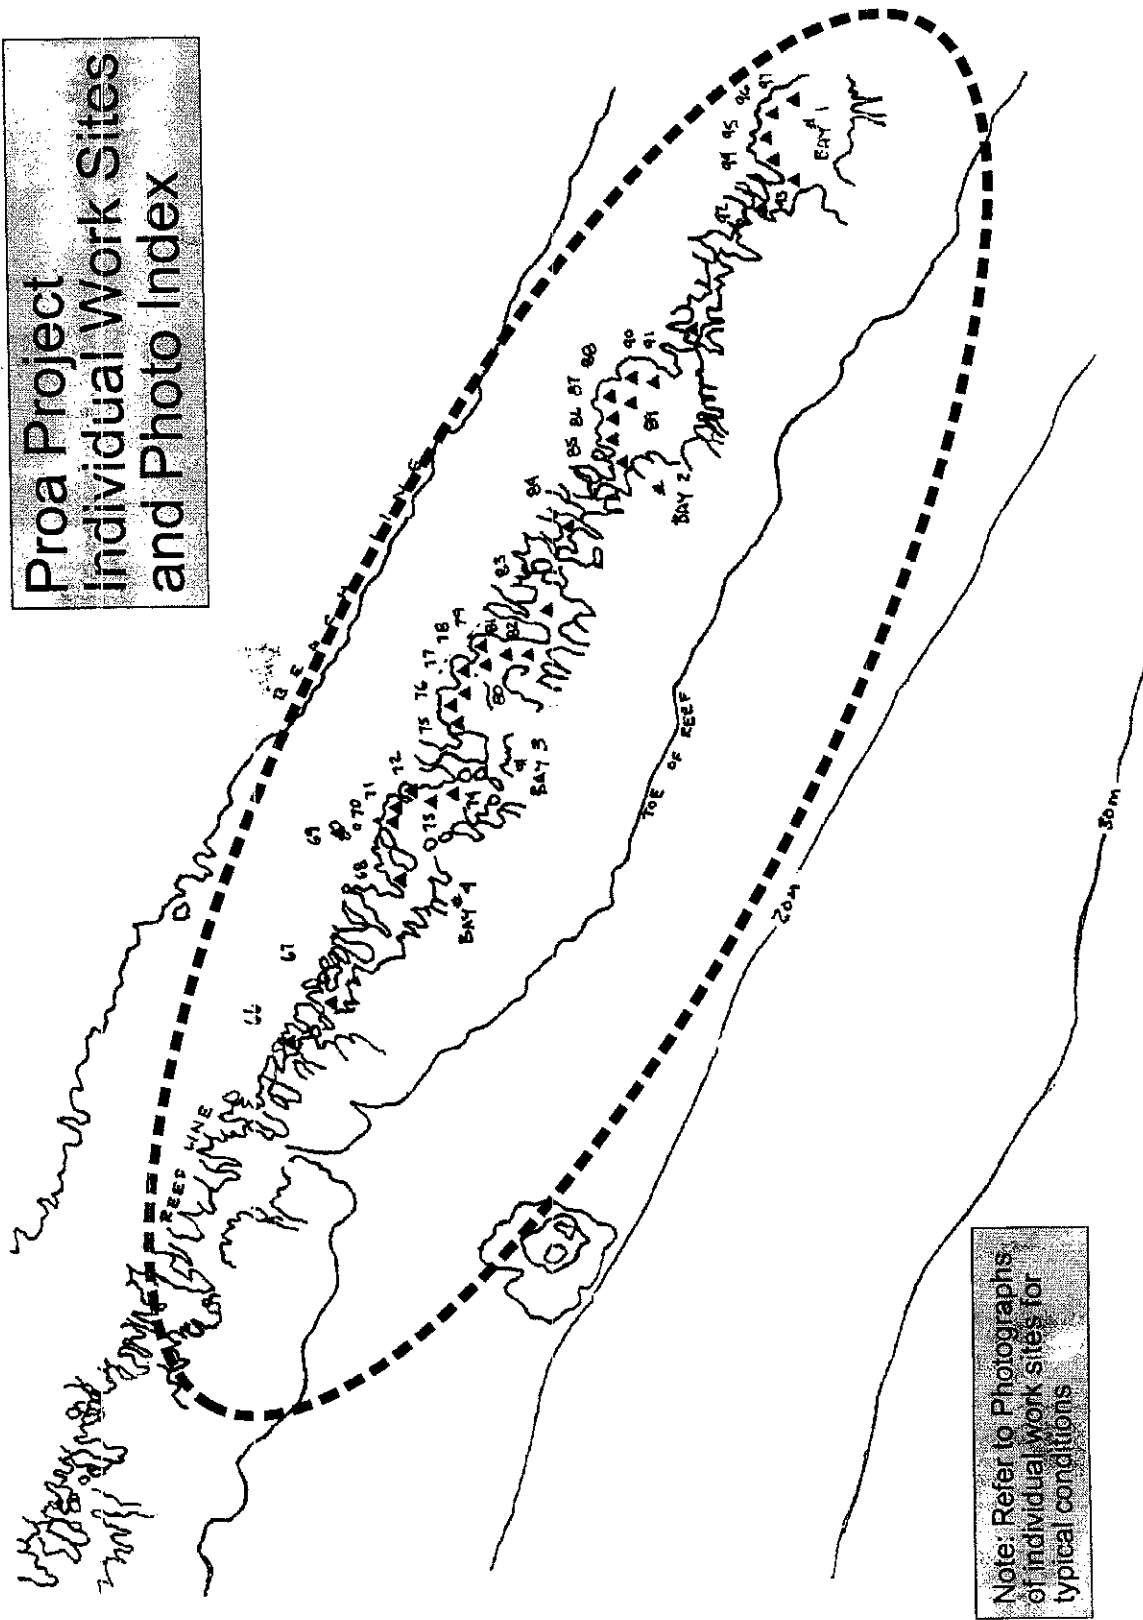 Proa Project
Individual Work Sites
and Photo Index
REEF LINE
66
67
68
69
70
71
72
75
74
BAY #4
75
76
77
78
79
80
81
82
BAY # 3
83
84
85
86
87
88
89
90
91
BAY # 2
92
93
94
95
96
97
BAY # 1
TOE OF REEF
20m
30m
Note: Refer to Photographs
of individual work sites for
typical conditions